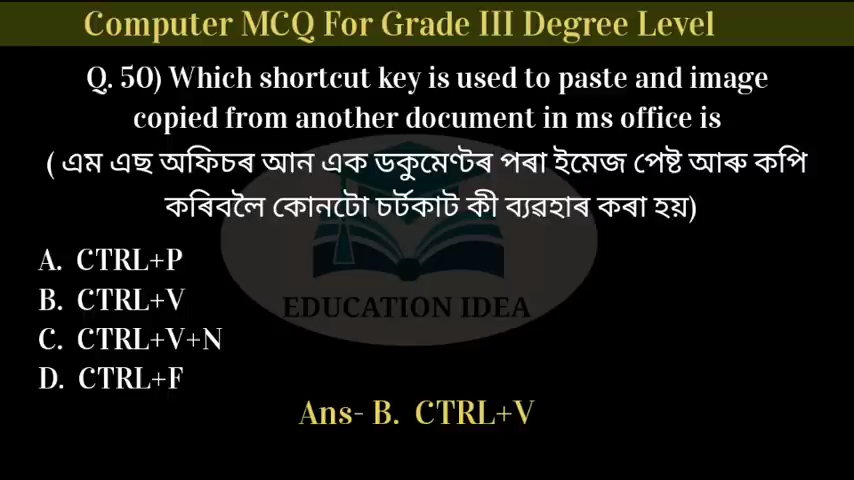 Computer MCQ For Grade III Degree Level
Q. 50) Which shortcut key is used to paste and image
copied from another document in ms office is
( এম এছ অফিচৰ আন এক ডকুমেণ্টৰ পৰা ইমেজ পেষ্ট আৰু কপি
কৰিবলৈ কোনটো চৰ্টকাট কী ব্যৱহাৰ কৰা হয়)
A. CTRL+P
B. CTRL+V
EDUCATION IDEA
C. CTRL+V+N
D. CTRL+F
Ans- B. CTRL+V